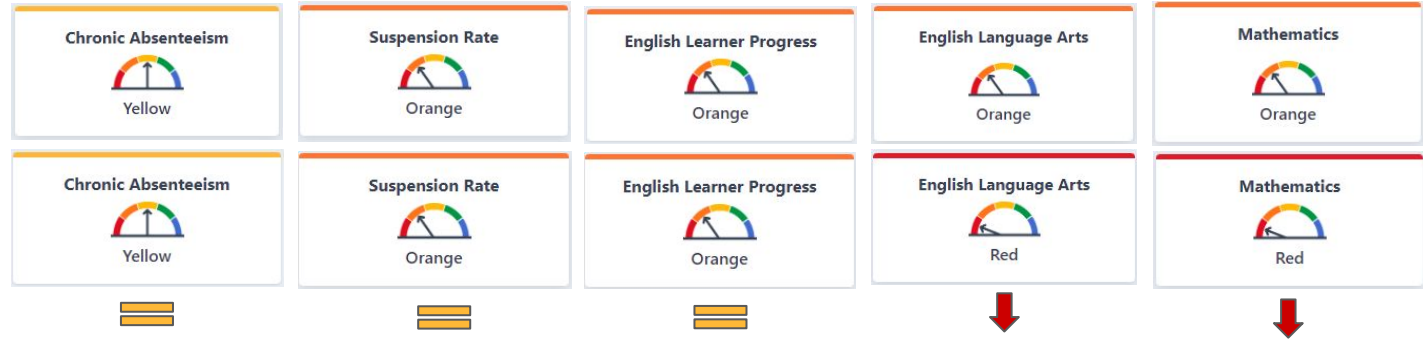 Chronic Absenteeism
Yellow
Suspension Rate
Orange
English Learner Progress
Orange
English Language Arts
Orange
Mathematics
Orange
Chronic Absenteeism
Yellow
Suspension Rate
Orange
English Learner Progress
Orange
English Language Arts
Red
Mathematics
Red